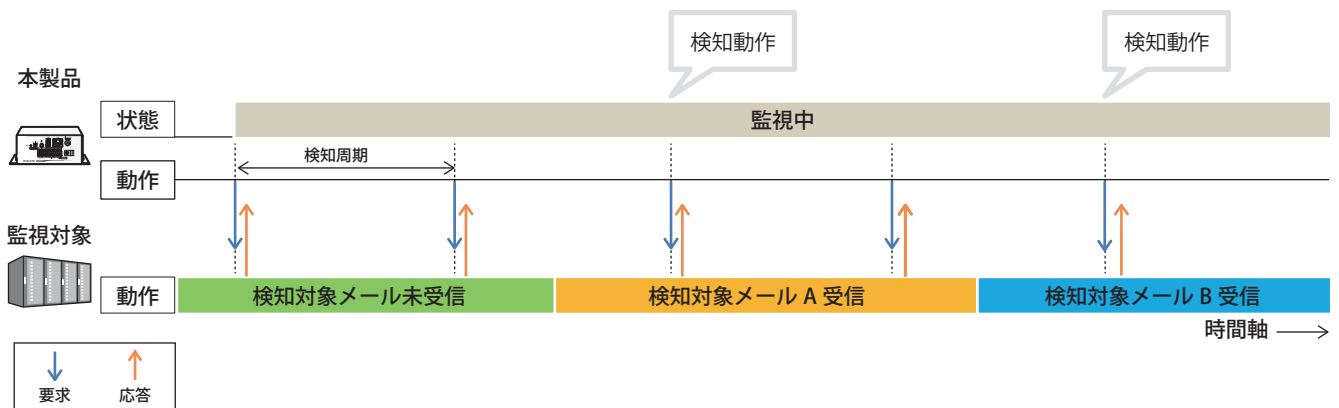 検知動作
検知動作
本製品
状態
監視中
検知周期
動作
監視対象
動作
検知対象メール未受信
検知対象メール A 受信
検知対象メール B 受信
時間軸
要求
応答